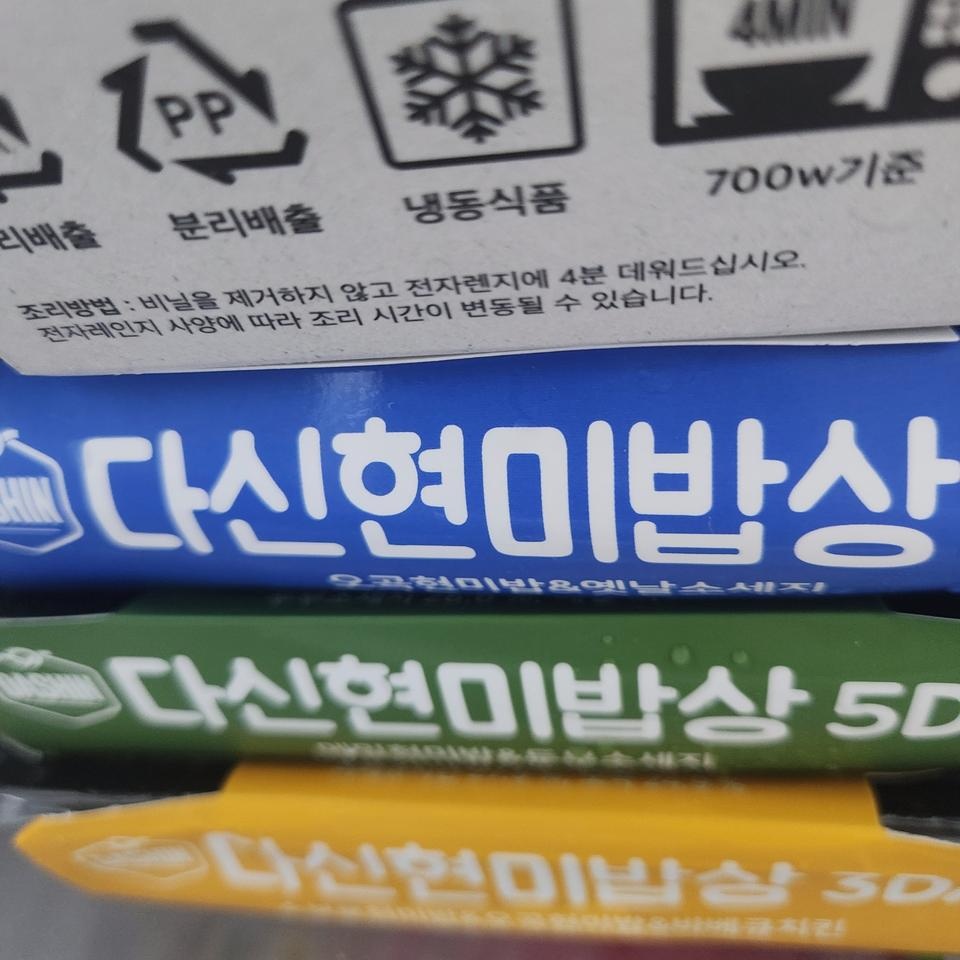 4MIN
PP
리배출
분리배출
냉동식품
700w기준
조리방법 : 비닐을 제거하지 않고 전자렌지에 4분 데워드십시오.
전자레인지 사양에 따라 조리 시간이 변동될 수 있습니다.
SHIN
다신현미밥상
오곡현미밥&옛날소세지
DASHIN
다신현미밥상 5D
다신현미밥상 3DA